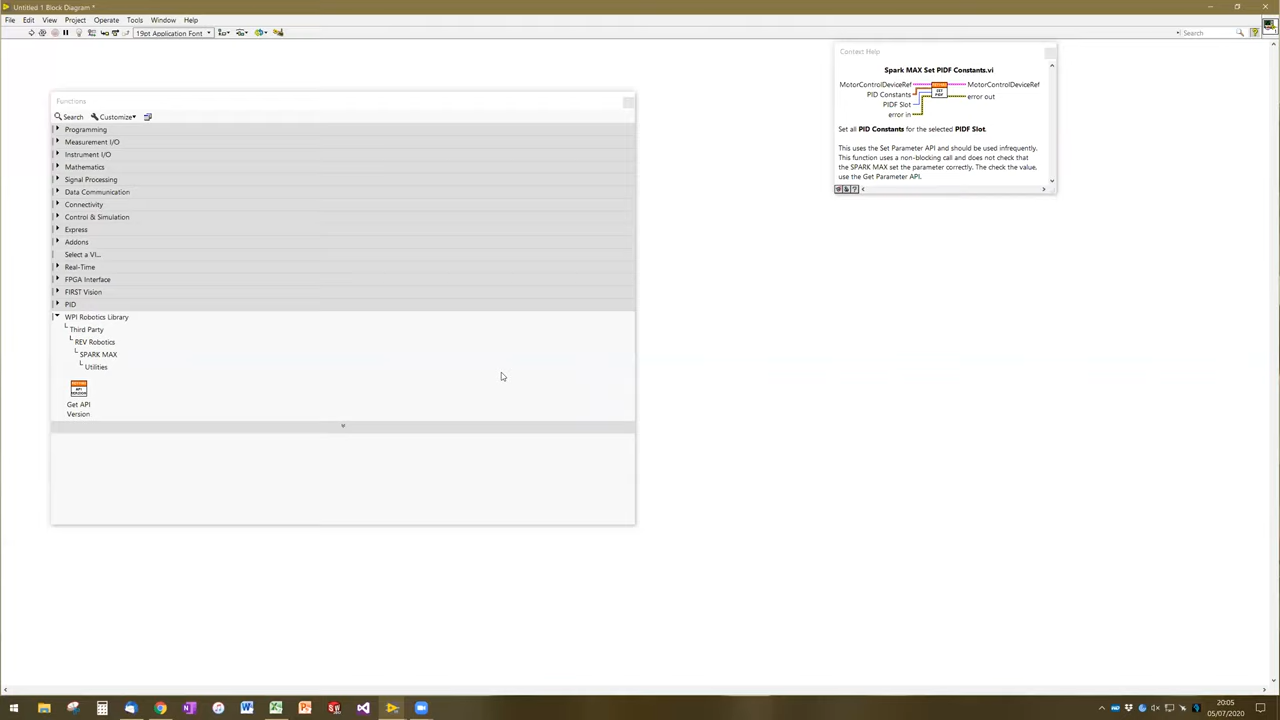 Untitled 1 Block Diagram *
File Edit View Project Operate Tools Window Help
19pt Application Font
Search
Context Help
Spark MAX Set PIDF Constants.vi
MotorControlDeviceRef
PID Constants
PIDF Slot
error in
MotorControlDeviceRef
error out
Set all PID Constants for the selected PIDF Slot.
This uses the Set Parameter API and should be used infrequently.
This function uses a non-blocking call and does not check that
the SPARK MAX set the parameter correctly. The check the value,
use the Get Parameter API.
Functions
Search Customize
Programming
Measurement I/O
Instrument I/O
Mathematics
Signal Processing
Data Communication
Connectivity
Control & Simulation
Express
Addons
Select a VI...
Real-Time
FPGA Interface
FIRST Vision
PID
WPI Robotics Library
Third Party
REV Robotics
SPARK MAX
Utilities
API
VERSION
Get API
Version
20:05
05/07/2020